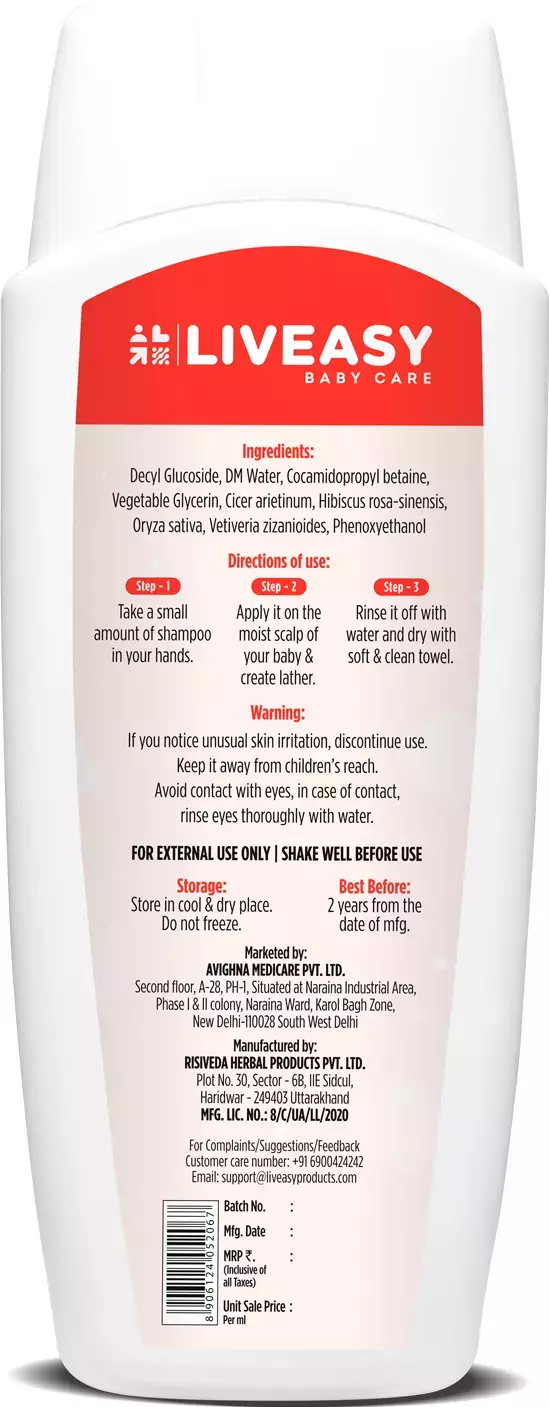 LIVEASY
BABY CARE
Ingredients:
Decyl Glucoside, DM Water, Cocamidopropyl betaine,
Vegetable Glycerin, Cicer arietinum, Hibiscus rosa-sinensis,
Oryza sativa, Vetiveria zizanioides, Phenoxyethanol
Directions of use:
Step - 1
Take a small
amount of shampoo
in your hands.
Step - 2
Apply it on the
moist scalp of
your baby &
create lather.
Step - 3
Rinse it off with
water and dry with
soft & clean towel.
Warning:
If you notice unusual skin irritation, discontinue use.
Keep it away from children's reach.
Avoid contact with eyes, in case of contact,
rinse eyes thoroughly with water.
FOR EXTERNAL USE ONLY | SHAKE WELL BEFORE USE
Storage:
Store in cool & dry place.
Do not freeze.
Best Before:
2 years from the
date of mfg.
Marketed by:
AVIGHNA MEDICARE PVT. LTD.
Second floor, A-28, PH-1, Situated at Naraina Industrial Area,
Phase I & II colony, Naraina Ward, Karol Bagh Zone,
New Delhi-110028 South West Delhi
Manufactured by:
RISIVEDA HERBAL PRODUCTS PVT. LTD.
Plot No. 30, Sector - 6B, IIE Sidcul,
Haridwar - 249403 Uttarakhand
MFG. LIC. NO.: 8/C/UA/LL/2020
For Complaints/Suggestions/Feedback
Customer care number: +91 6900424242
Email: support@liveasyproducts.com
8 906124 052067
Batch No. :
Mfg. Date :
MRP ₹. :
(Inclusive of
all Taxes)
Unit Sale Price :
Per ml